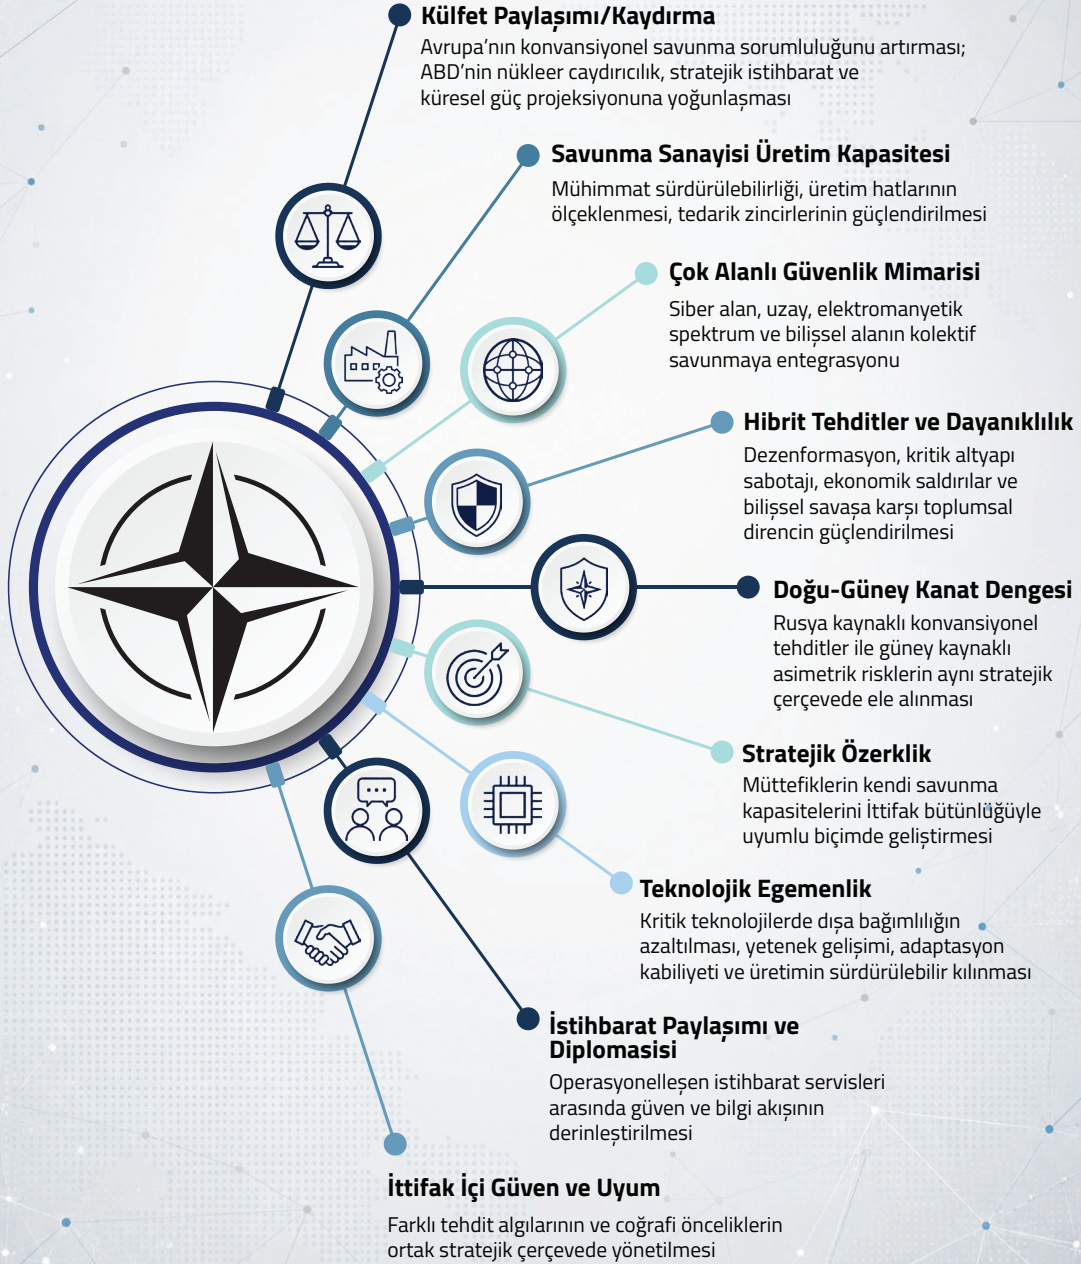 Külfet Paylaşımı/Kaydırma
Avrupa’nın konvansiyonel savunma sorumluluğunu artırması;
ABD’nin nükleer caydırıcılık, stratejik istihbarat ve
küresel güç projeksiyonuna yoğunlaşması
Savunma Sanayisi Üretim Kapasitesi
Mühimmat sürdürülebilirliği, üretim hatlarının
ölçeklenmesi, tedarik zincirlerinin güçlendirilmesi
Çok Alanlı Güvenlik Mimarisi
Siber alan, uzay, elektromanyetik
spektrum ve bilişsel alanın kolektif
savunmaya entegrasyonu
Hibrit Tehditler ve Dayanıklılık
Dezenformasyon, kritik altyapı
sabotajı, ekonomik saldırılar ve
bilişsel savaşa karşı toplumsal
direncin güçlendirilmesi
Doğu-Güney Kanat Dengesi
Rusya kaynaklı konvansiyonel
tehditler ile güney kaynaklı
asimetrik risklerin aynı stratejik
çerçevede ele alınması
Stratejik Özerklik
Müttefiklerin kendi savunma
kapasitelerini İttifak bütünlüğüyle
uyumlu biçimde geliştirmesi
Teknolojik Egemenlik
Kritik teknolojilerde dışa bağımlılığın
azaltılması, yetenek gelişimi, adaptasyon
kabiliyeti ve üretimin sürdürülebilir kılınması
İstihbarat Paylaşımı ve
Diplomasisi
Operasyonelleşen istihbarat servisleri
arasında güven ve bilgi akışının
derinleştirilmesi
İttifak İçi Güven ve Uyum
Farklı tehdit algılarının ve coğrafi önceliklerin
ortak stratejik çerçevede yönetilmesi